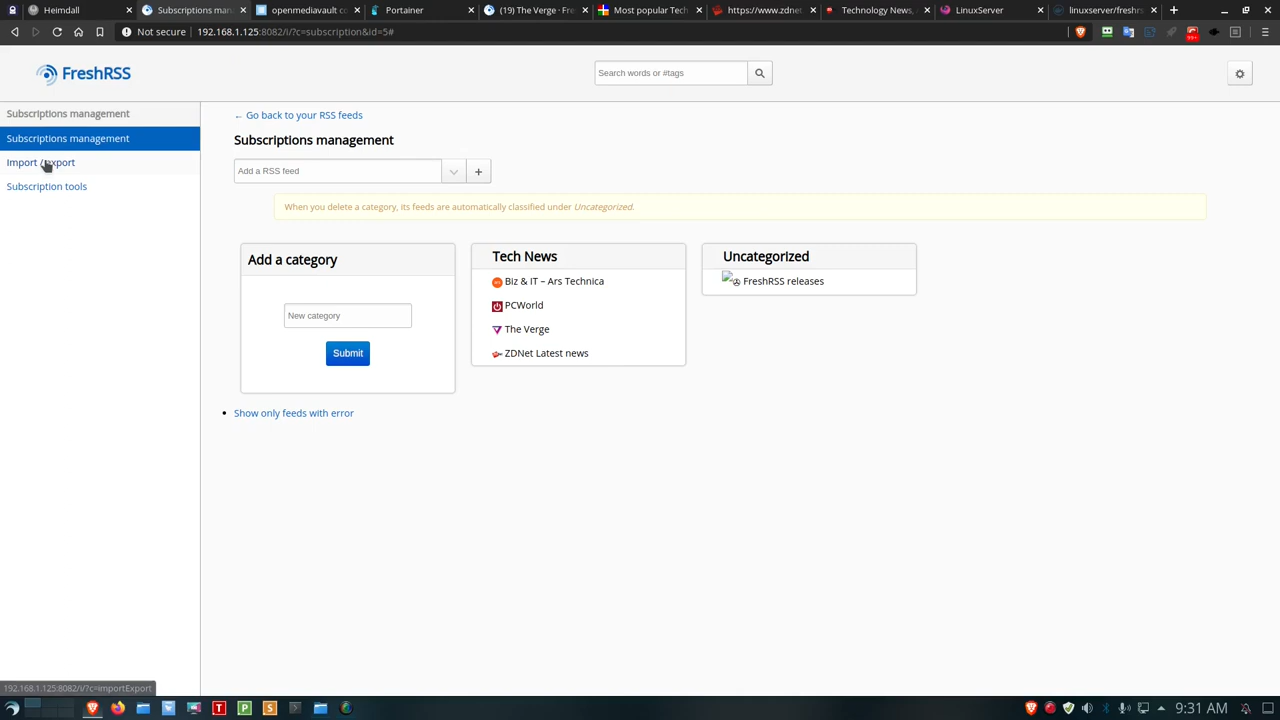 Heimdall
Subscriptions man
openmediavault c
Portainer
(19) The Verge · Fre
Most popular Tech
https://www.zdnet
Technology News,
LinuxServer
linuxserver/freshrs
Not secure 192.168.1.125:8082/i/?c=subscription&id=5#
99+
FreshRSS
Search words or #tags
Subscriptions management
Subscriptions management
Import / export
Subscription tools
← Go back to your RSS feeds
Subscriptions management
Add a RSS feed
+
When you delete a category, its feeds are automatically classified under Uncategorized.
Add a category
New category
Submit
Tech News
Biz & IT – Ars Technica
PCWorld
The Verge
ZDNet Latest news
Uncategorized
✇ FreshRSS releases
• Show only feeds with error
192.168.1.125:8082/i/?c=importExport
T
P
S
9:31 AM